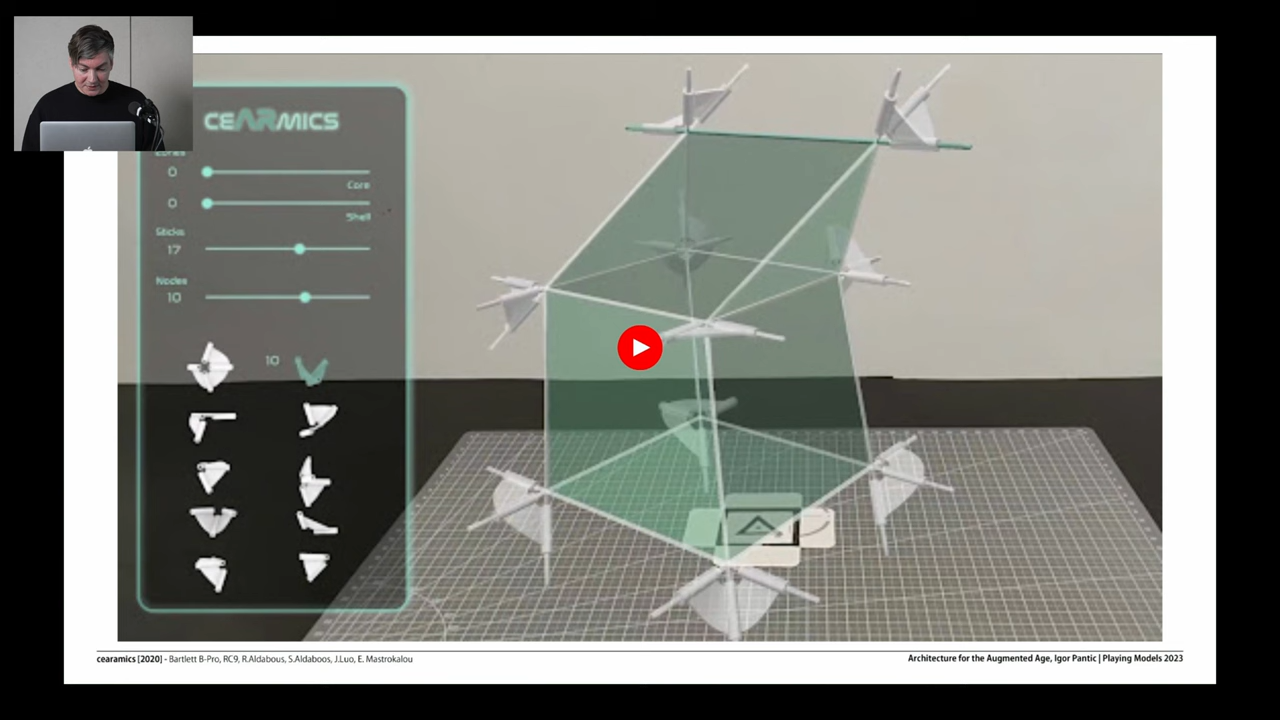 ceARmics
0
Core
0
Shell
Sticks
17
Nodes
10
10
cearamics [2020] - Bartlett B-Pro, RC9, R.Aldabous, S.Aldaboos, J.Luo, E. Mastrokalou
Architecture for the Augmented Age, Igor Pantic | Playing Models 2023